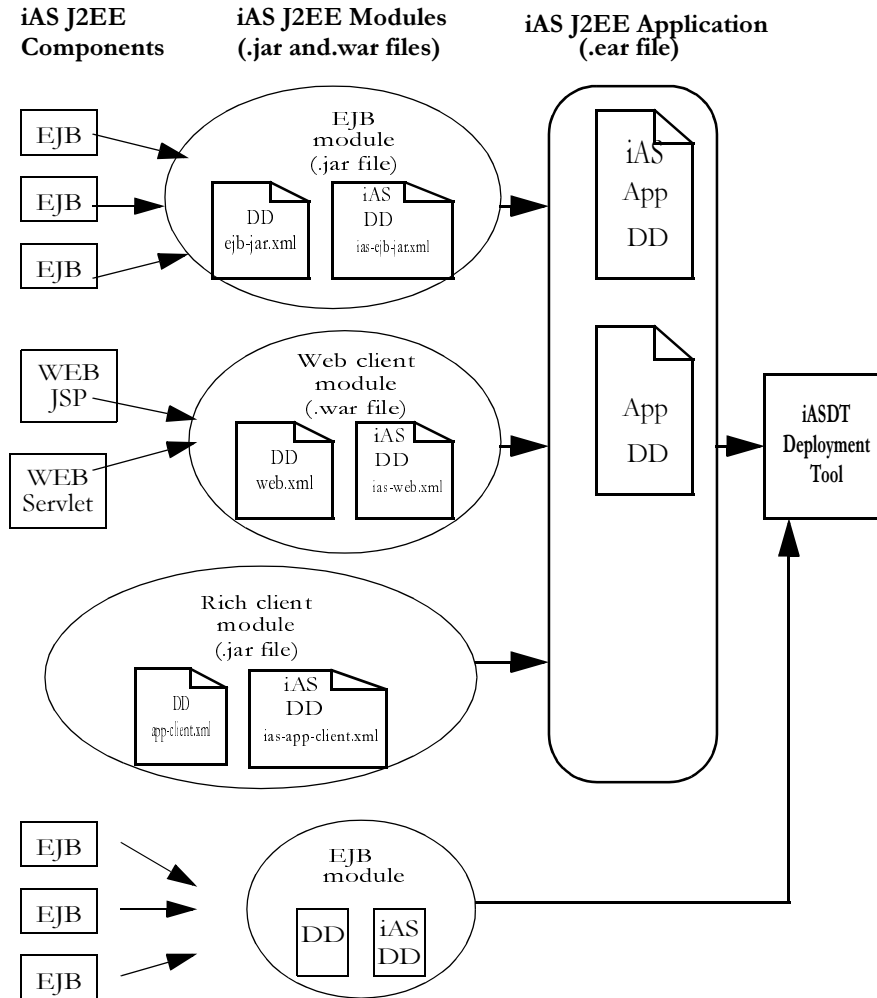 iAS J2EE
Components
iAS J2EE Modules
(.jar and.war files)
iAS J2EE Application
(.ear file)
EJB
EJB
EJB
EJB
module
(.jar file)
DD
ejb-jar.xml
iAS
DD
ias-ejb-jar.xml
iAS
App
DD
WEB
JSP
WEB
Servlet
Web client
module
(.war file)
DD
web.xml
iAS
DD
ias-web.xml
App
DD
iASDT
Deployment
Tool
Rich client
module
(.jar file)
DD
app-client.xml
iAS
DD
ias-app-client.xml
EJB
EJB
EJB
EJB
module
DD
iAS
DD